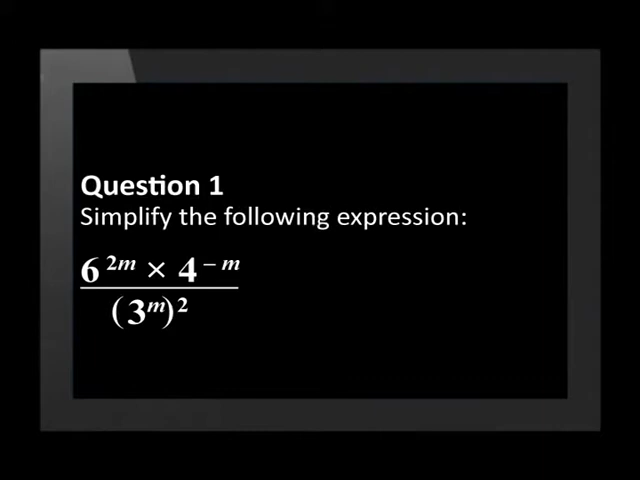 Question 1
Simplify the following expression:
6^{2m} × 4^{−m}
(3^{m})^{2}